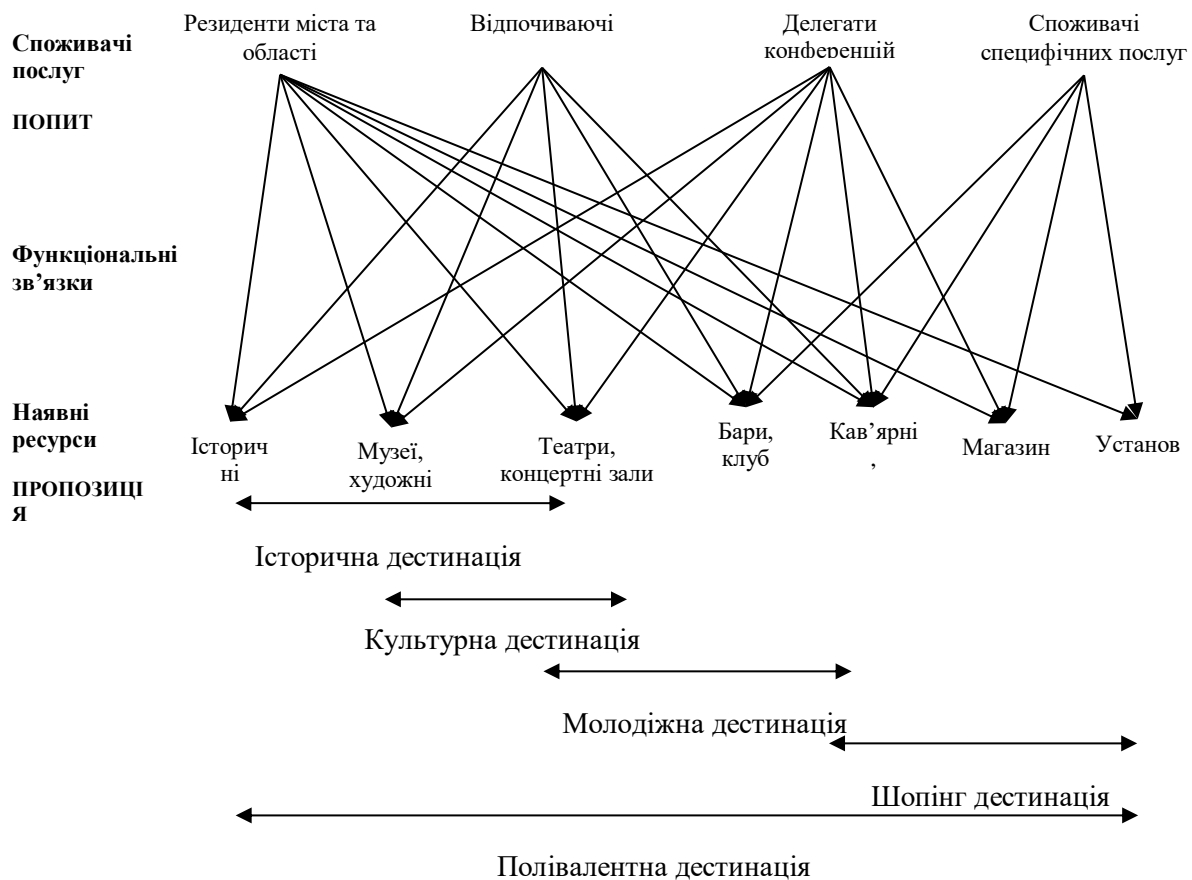 Резиденти міста та
області
Відпочиваючі
Делегати
конференцій
Споживачі
специфічних послуг
Споживачі
послуг
ПОПИТ
Функціональні
зв’язки
Наявні
ресурси
ПРОПОЗИЦІ
Я
Історич
ні
Музеї,
художні
Театри,
концертні зали
Бари,
клуб
Кав’ярні
,
Магазин
Установ
Історична дестинація
Культурна дестинація
Молодіжна дестинація
Шопінг дестинація
Полівалентна дестинація